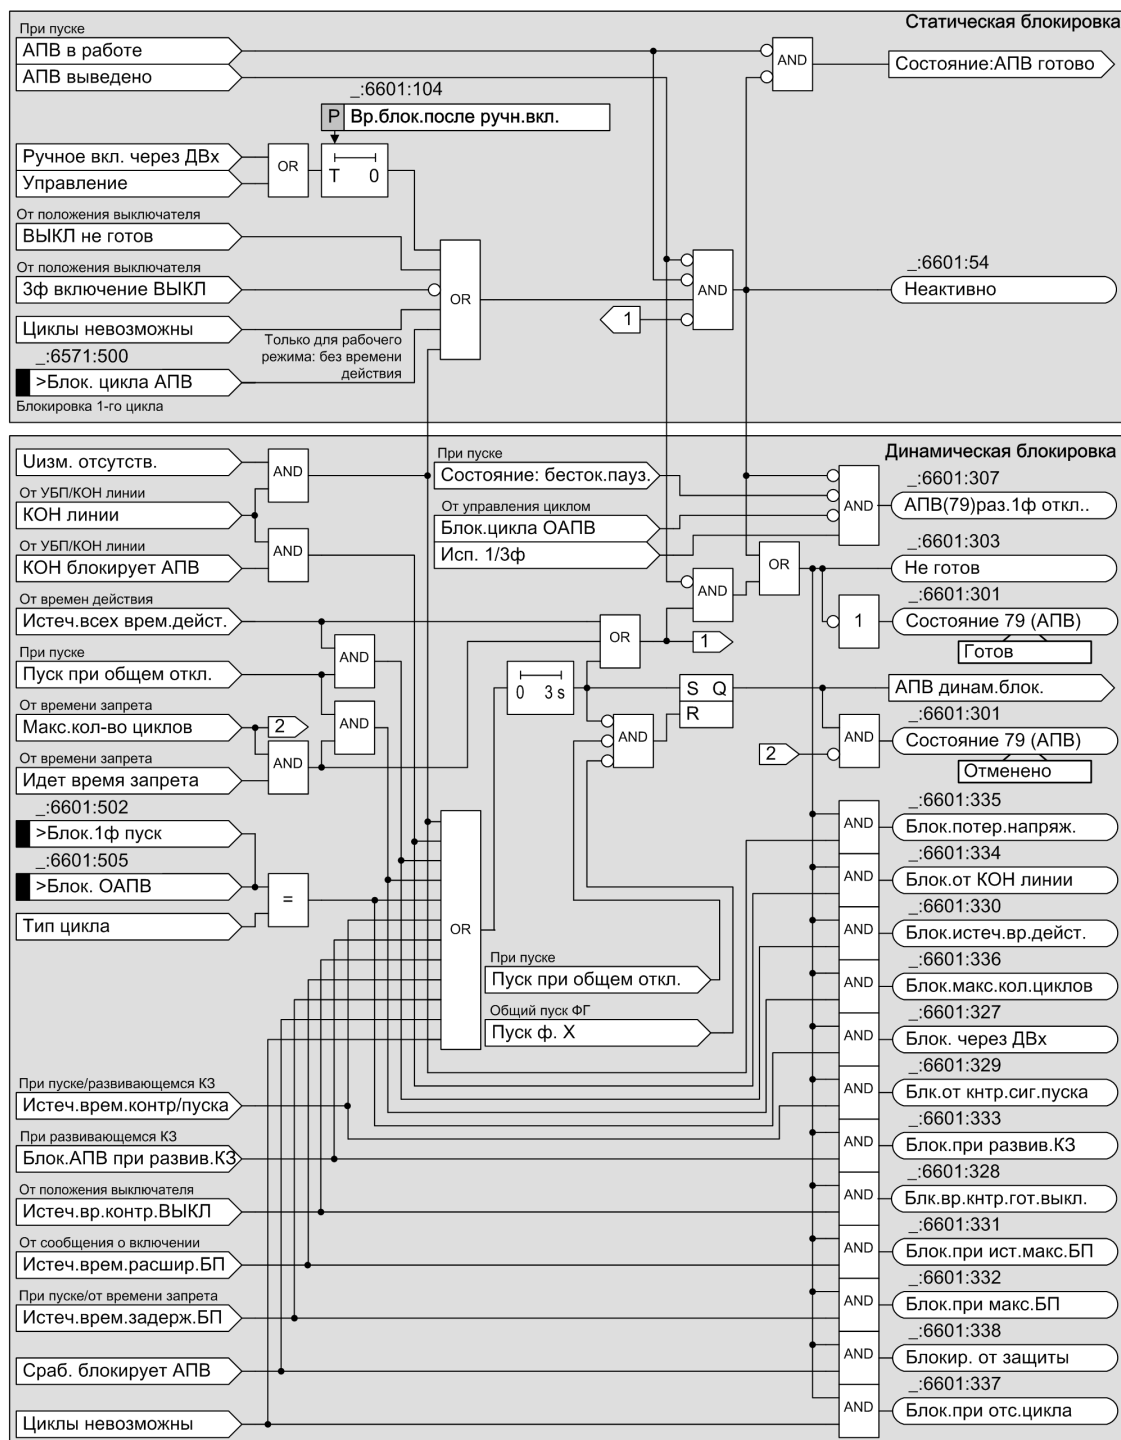 Статическая блокировка
При пуске
АПВ в работе
АПВ выведено
AND
Состояние:АПВ готово
_:6601:104
P Вр.блок.после ручн.вкл.
Ручное вкл. через ДВх
Управление
OR
T 0
От положения выключателя
ВЫКЛ не готов
От положения выключателя
3ф включение ВЫКЛ
OR
AND
1
_:6601:54
Неактивно
Циклы невозможны
Только для рабочего
режима: без времени
действия
_:6571:500
>Блок. цикла АПВ
Блокировка 1-го цикла
Динамическая блокировка
Uизм. отсутств.
AND
От УБП/КОН линии
КОН линии
AND
От УБП/КОН линии
КОН блокирует АПВ
При пуске
Состояние: бесток.пауз.
От управления циклом
Блок.цикла ОАПВ
Исп. 1/3ф
AND
_:6601:307
АПВ(79)раз.1ф откл..
OR
_:6601:303
Не готов
AND
1
_:6601:301
Состояние 79 (АПВ)
Готов
От времен действия
Истеч.всех врем.дейст.
AND
OR
1
При пуске
Пуск при общем откл.
AND
0 3 s
S Q
R
АПВ динам.блок.
От времени запрета
Макс.кол-во циклов
2
AND
AND
2
AND
_:6601:301
Состояние 79 (АПВ)
Отменено
От времени запрета
Идет время запрета
_:6601:502
>Блок.1ф пуск
_:6601:505
>Блок. ОАПВ
=
Тип цикла
OR
При пуске
Пуск при общем откл.
Общий пуск ФГ
Пуск ф. X
_:6601:335
AND
Блок.потер.напряж.
_:6601:334
AND
Блок.от КОН линии
_:6601:330
AND
Блок.истеч.вр.дейст.
_:6601:336
AND
Блок.макс.кол.циклов
_:6601:327
AND
Блок. через ДВх
При пуске/развивающемся КЗ
Истеч.врем.контр/пуска
_:6601:329
AND
Блк.от кнтр.сиг.пуска
При развивающемся КЗ
Блок.АПВ при развив.КЗ
_:6601:333
AND
Блок.при развив.КЗ
От положения выключателя
Истеч.вр.контр.ВЫКЛ
_:6601:328
AND
Блк.вр.кнтр.гот.выкл.
От сообщения о включении
Истеч.врем.расшир.БП
_:6601:331
AND
Блок.при ист.макс.БП
При пуске/от времени запрета
Истеч.врем.задерж.БП
_:6601:332
AND
Блок.при макс.БП
Сраб. блокирует АПВ
_:6601:338
AND
Блокир. от защиты
Циклы невозможны
_:6601:337
AND
Блок.при отс.цикла